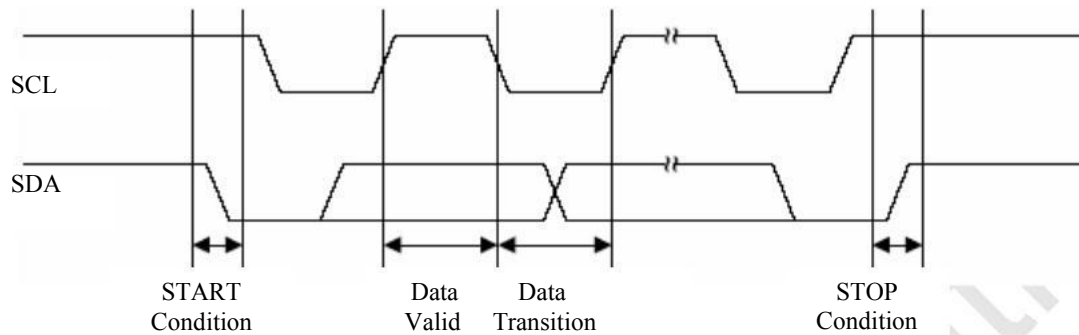 SCL
SDA
START Data Data STOP
Condition Valid Transition Condition